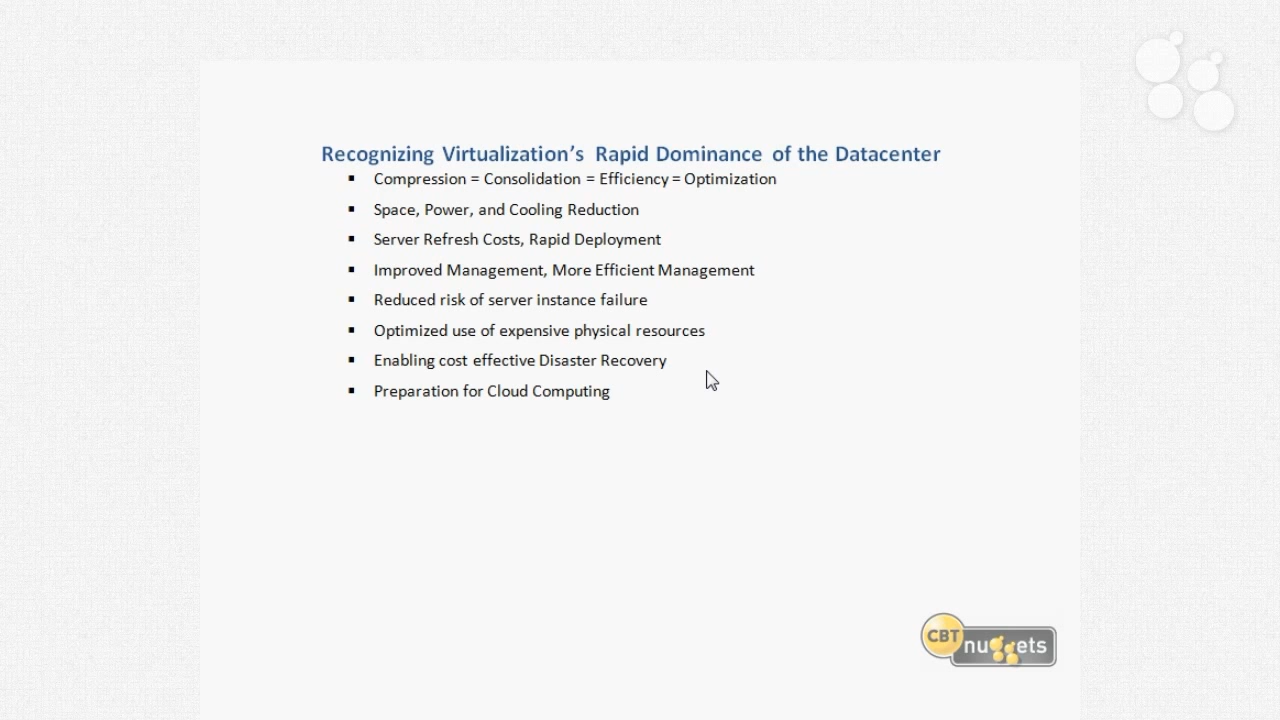 Recognizing Virtualization’s Rapid Dominance of the Datacenter
▪ Compression = Consolidation = Efficiency = Optimization
▪ Space, Power, and Cooling Reduction
▪ Server Refresh Costs, Rapid Deployment
▪ Improved Management, More Efficient Management
▪ Reduced risk of server instance failure
▪ Optimized use of expensive physical resources
▪ Enabling cost effective Disaster Recovery
▪ Preparation for Cloud Computing
CBT nuggets